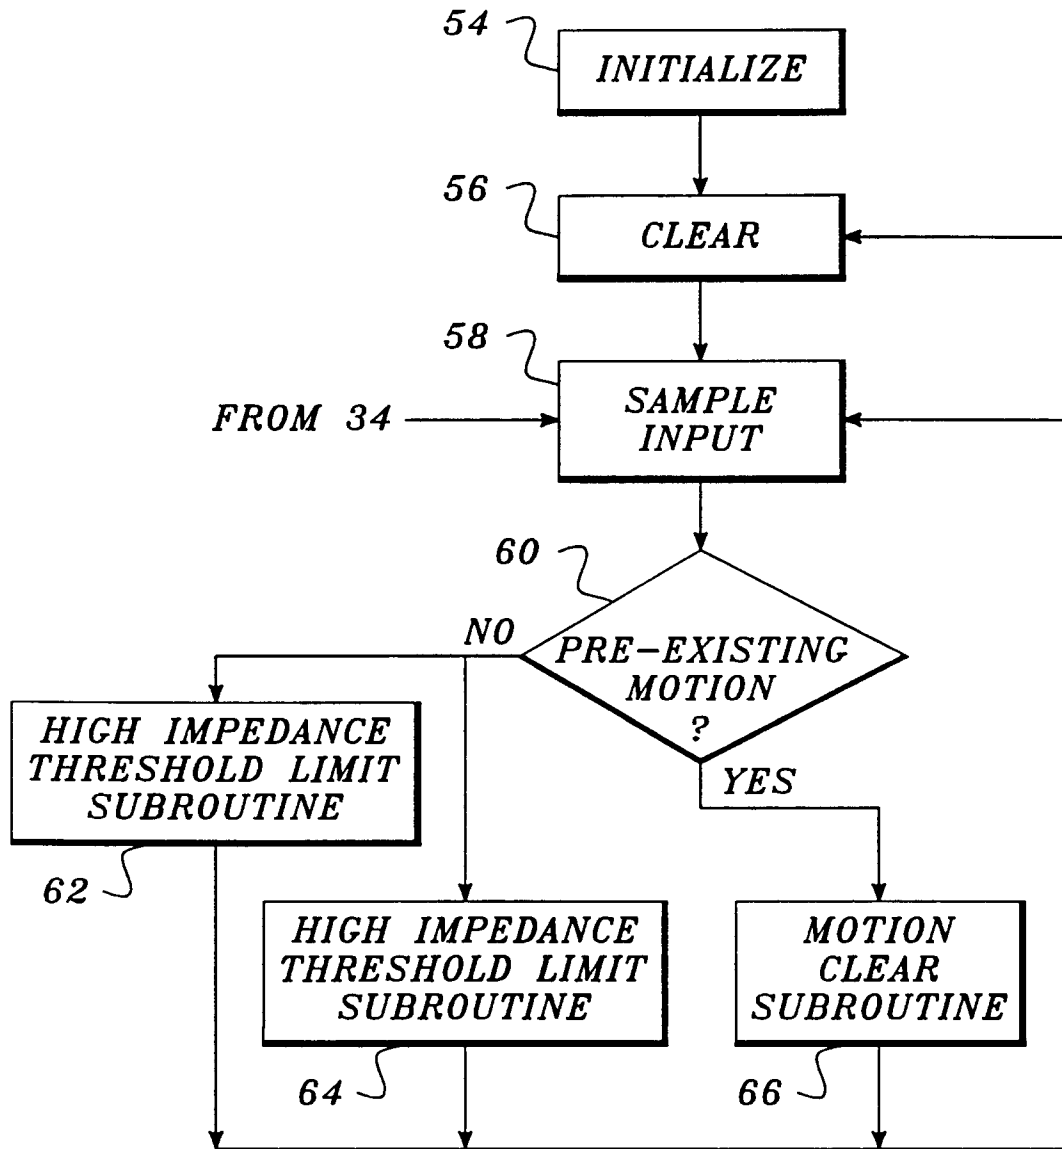 54
INITIALIZE
56
CLEAR
58
SAMPLE
INPUT
FROM 34
60
PRE-EXISTING
MOTION
?
NO
YES
HIGH IMPEDANCE
THRESHOLD LIMIT
SUBROUTINE
62
HIGH IMPEDANCE
THRESHOLD LIMIT
SUBROUTINE
64
MOTION
CLEAR
SUBROUTINE
66